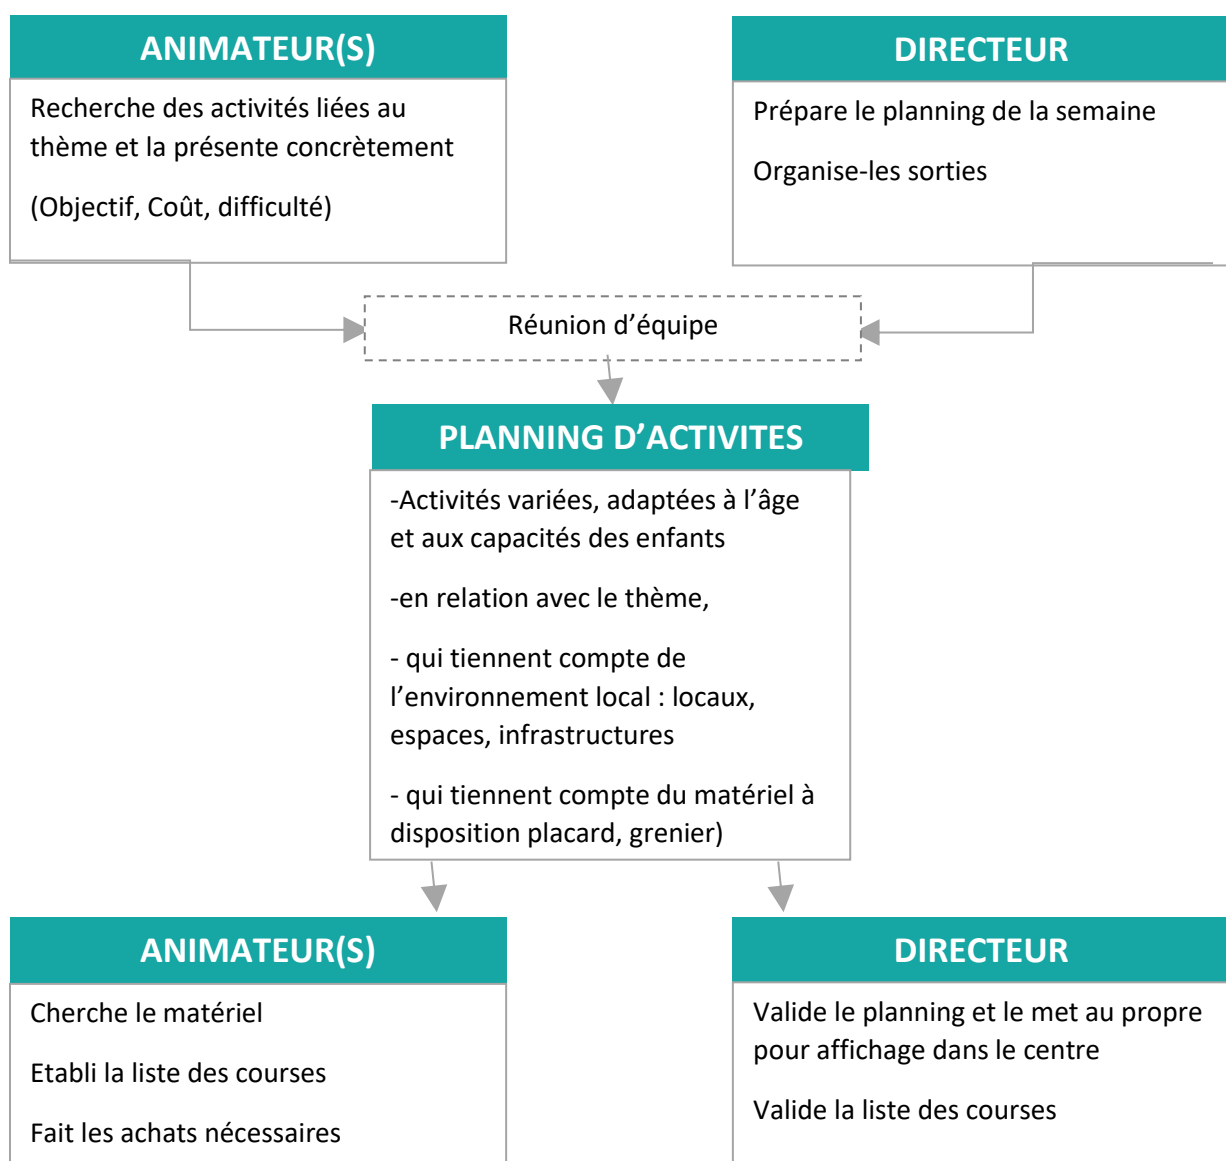 ANIMATEUR(S)
Recherche des activités liées au
thème et la présente concrètement
(Objectif, Coût, difficulté)
DIRECTEUR
Prépare le planning de la semaine
Organise-les sorties
Réunion d’équipe
PLANNING D’ACTIVITES
-Activités variées, adaptées à l’âge
et aux capacités des enfants
-en relation avec le thème,
- qui tiennent compte de
l’environnement local : locaux,
espaces, infrastructures
- qui tiennent compte du matériel à
disposition placard, grenier)
ANIMATEUR(S)
Cherche le matériel
Etabli la liste des courses
Fait les achats nécessaires
DIRECTEUR
Valide le planning et le met au propre
pour affichage dans le centre
Valide la liste des courses